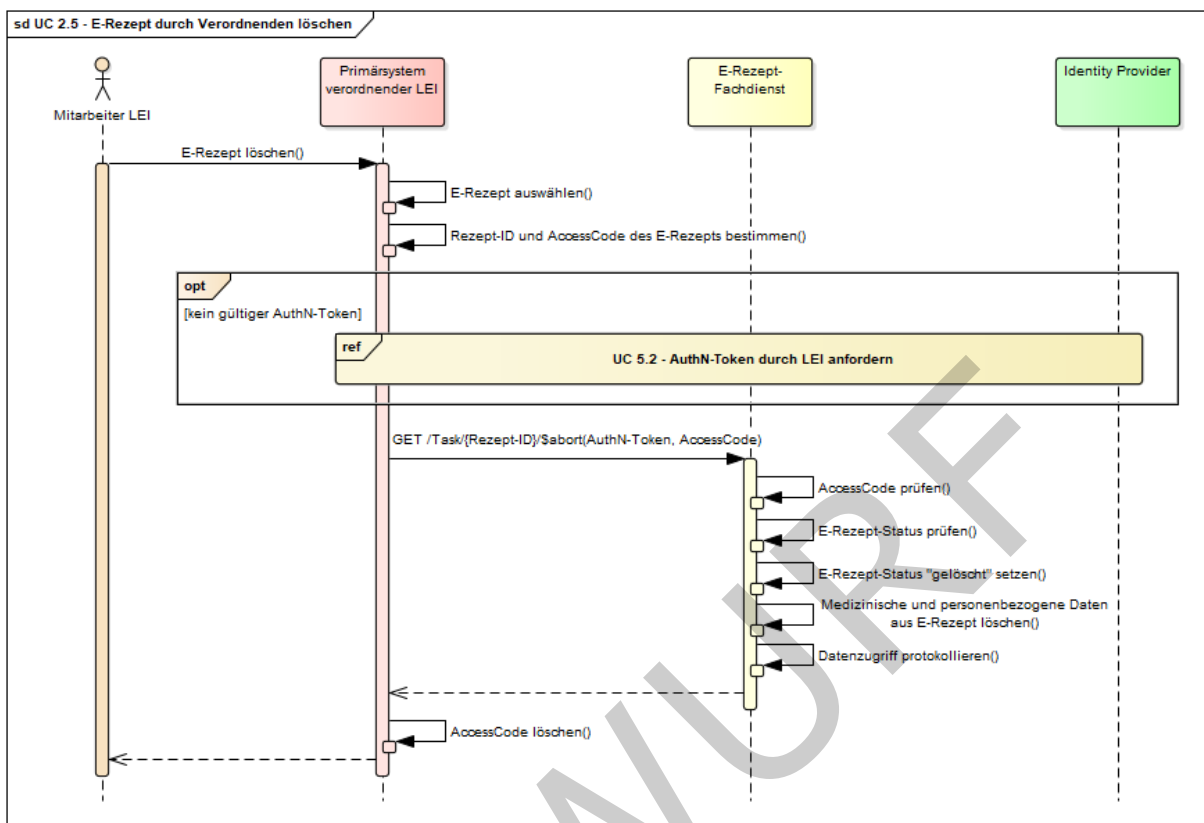 sd UC 2.5 - E-Rezept durch Verordnenden löschen
Mitarbeiter LEI
Primärsystem
verordnender LEI
E-Rezept-
Fachdienst
Identity Provider
E-Rezept löschen()
E-Rezept auswählen()
Rezept-ID und AccessCode des E-Rezepts bestimmen()
opt
[kein gültiger AuthN-Token]
ref
UC 5.2 - AuthN-Token durch LEI anfordern
GET /Task/{Rezept-ID}/$abort(AuthN-Token, AccessCode)
AccessCode prüfen()
E-Rezept-Status prüfen()
E-Rezept-Status "gelöscht" setzen()
Medizinische und personenbezogene Daten
aus E-Rezept löschen()
Datenzugriff protokollieren()
AccessCode löschen()
WURF